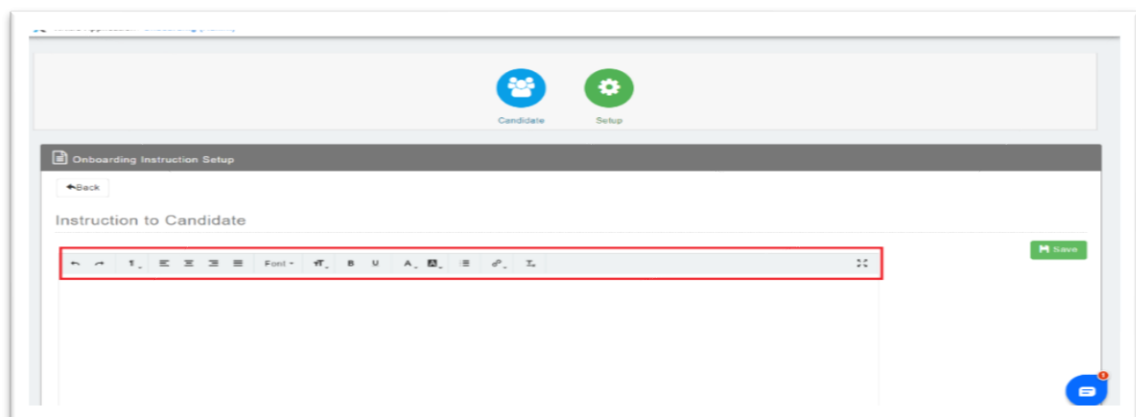 Candidate Setup
Onboarding Instruction Setup
Back
Instruction to Candidate
Save
Font B U A A